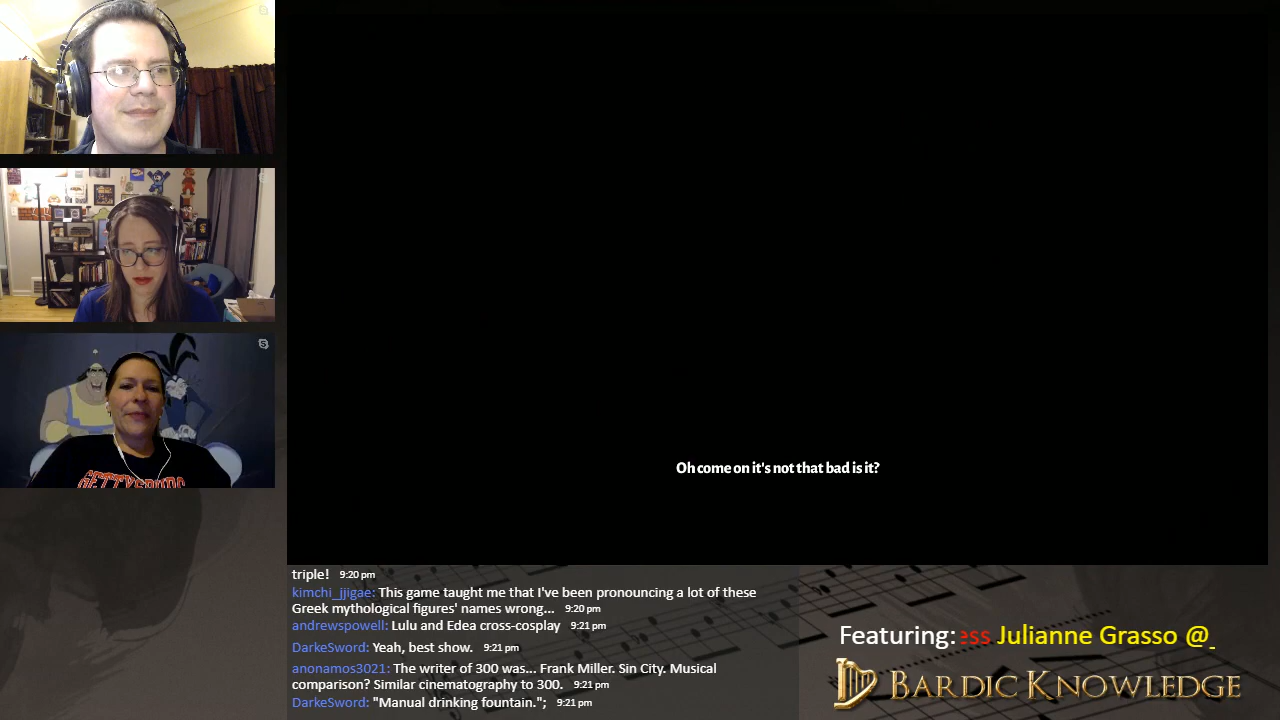 Oh come on it's not that bad is it?
triple! 9:20 pm
kimchi_jjigae: This game taught me that I've been pronouncing a lot of these
Greek mythological figures' names wrong... 9:20 pm
andrewspowell: Lulu and Edea cross-cosplay 9:21 pm
DarkeSword: Yeah, best show. 9:21 pm
anonamos3021: The writer of 300 was... Frank Miller. Sin City. Musical
comparison? Similar cinematography to 300. 9:21 pm
DarkeSword: "Manual drinking fountain."; 9:21 pm
Featuring: ess Julianne Grasso @_
BARDIC KNOWLEDGE